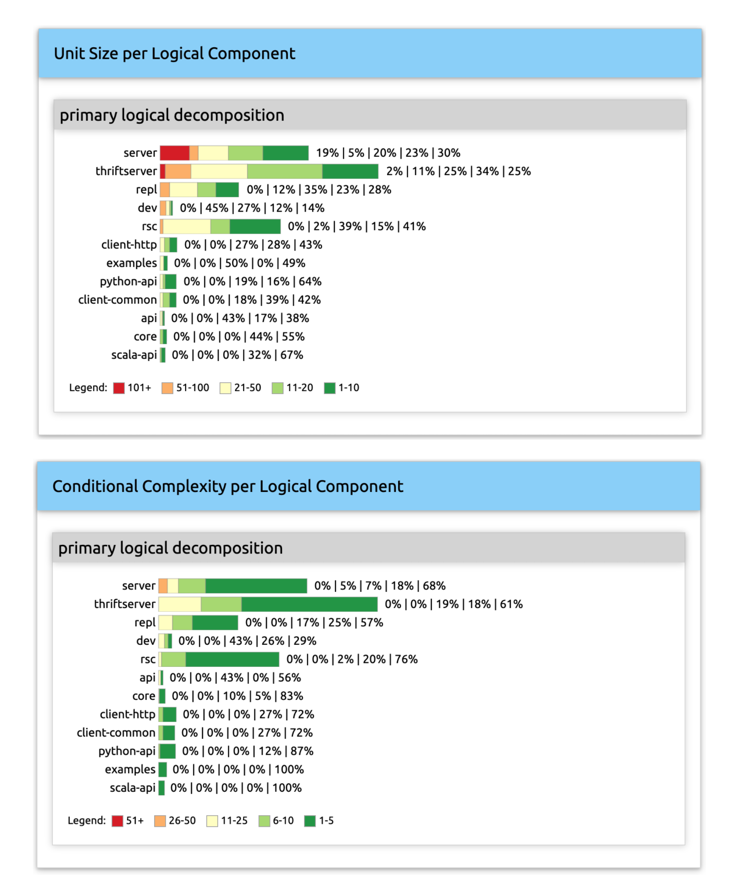 Unit Size per Logical Component
primary logical decomposition
server 19% | 5% | 20% | 23% | 30%
thriftserver 2% | 11% | 25% | 34% | 25%
repl 0% | 12% | 35% | 23% | 28%
dev 0% | 45% | 27% | 12% | 14%
rsc 0% | 2% | 39% | 15% | 41%
client-http 0% | 0% | 27% | 28% | 43%
examples 0% | 0% | 50% | 0% | 49%
python-api 0% | 0% | 19% | 16% | 64%
client-common 0% | 0% | 18% | 39% | 42%
api 0% | 0% | 43% | 17% | 38%
core 0% | 0% | 0% | 44% | 55%
scala-api 0% | 0% | 0% | 32% | 67%
Legend: 101+ 51-100 21-50 11-20 1-10
Conditional Complexity per Logical Component
primary logical decomposition
server 0% | 5% | 7% | 18% | 68%
thriftserver 0% | 0% | 19% | 18% | 61%
repl 0% | 0% | 17% | 25% | 57%
dev 0% | 0% | 43% | 26% | 29%
rsc 0% | 0% | 2% | 20% | 76%
api 0% | 0% | 43% | 0% | 56%
core 0% | 0% | 10% | 5% | 83%
client-http 0% | 0% | 0% | 27% | 72%
client-common 0% | 0% | 0% | 27% | 72%
python-api 0% | 0% | 0% | 12% | 87%
examples 0% | 0% | 0% | 0% | 100%
scala-api 0% | 0% | 0% | 0% | 100%
Legend: 51+ 26-50 11-25 6-10 1-5